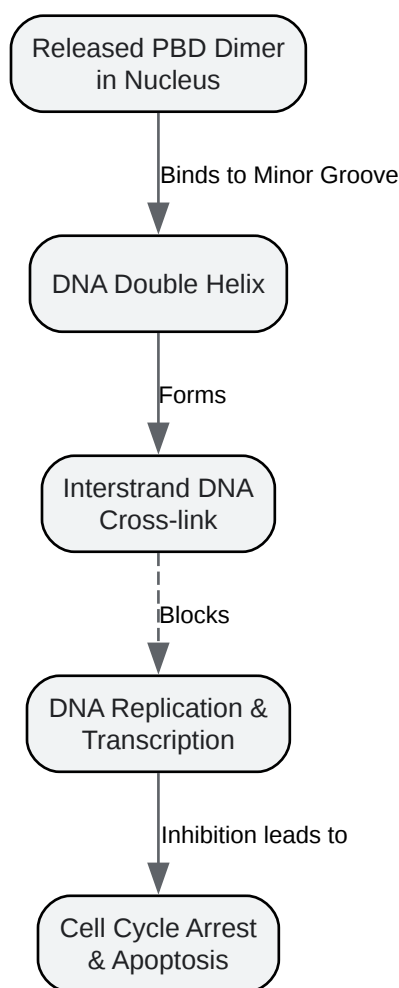 Released PBD Dimer
in Nucleus
Binds to Minor Groove
DNA Double Helix
Forms
Interstrand DNA
Cross-link
Blocks
DNA Replication &
Transcription
Inhibition leads to
Cell Cycle Arrest
& Apoptosis